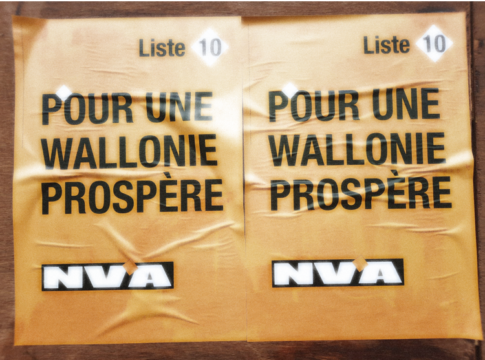 Liste 10
POUR UNE
WALLONIE
PROSPÈRE
NVA
Liste 10
POUR UNE
WALLONIE
PROSPÈRE
NVA